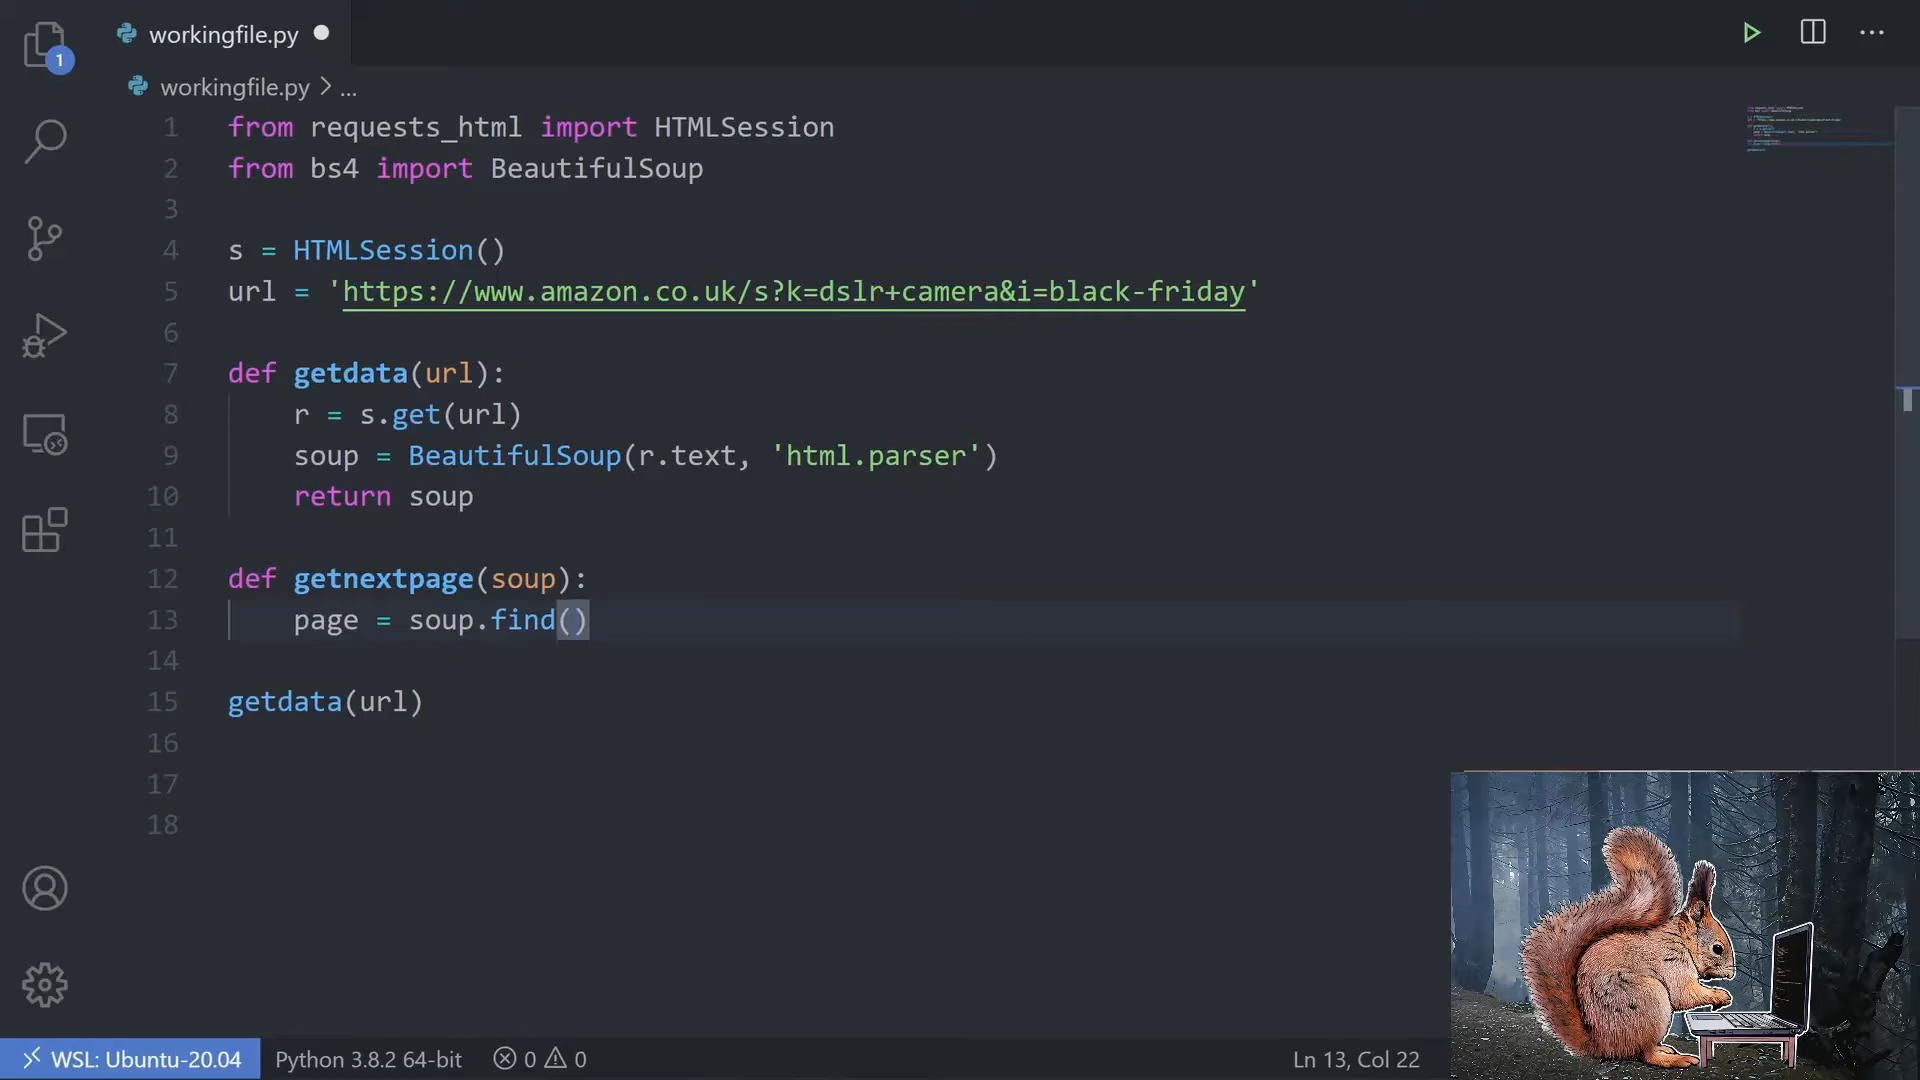 workingfile.py
1
workingfile.py > ...
1 from requests_html import HTMLSession
2 from bs4 import BeautifulSoup
3
4 s = HTMLSession()
5 url = 'https://www.amazon.co.uk/s?k=dslr+camera&i=black-friday'
6
7 def getdata(url):
8 r = s.get(url)
9 soup = BeautifulSoup(r.text, 'html.parser')
10 return soup
11
12 def getnextpage(soup):
13 page = soup.find()
14
15 getdata(url)
16
17
18
WSL: Ubuntu-20.04 Python 3.8.2 64-bit 0 0 Ln 13, Col 22